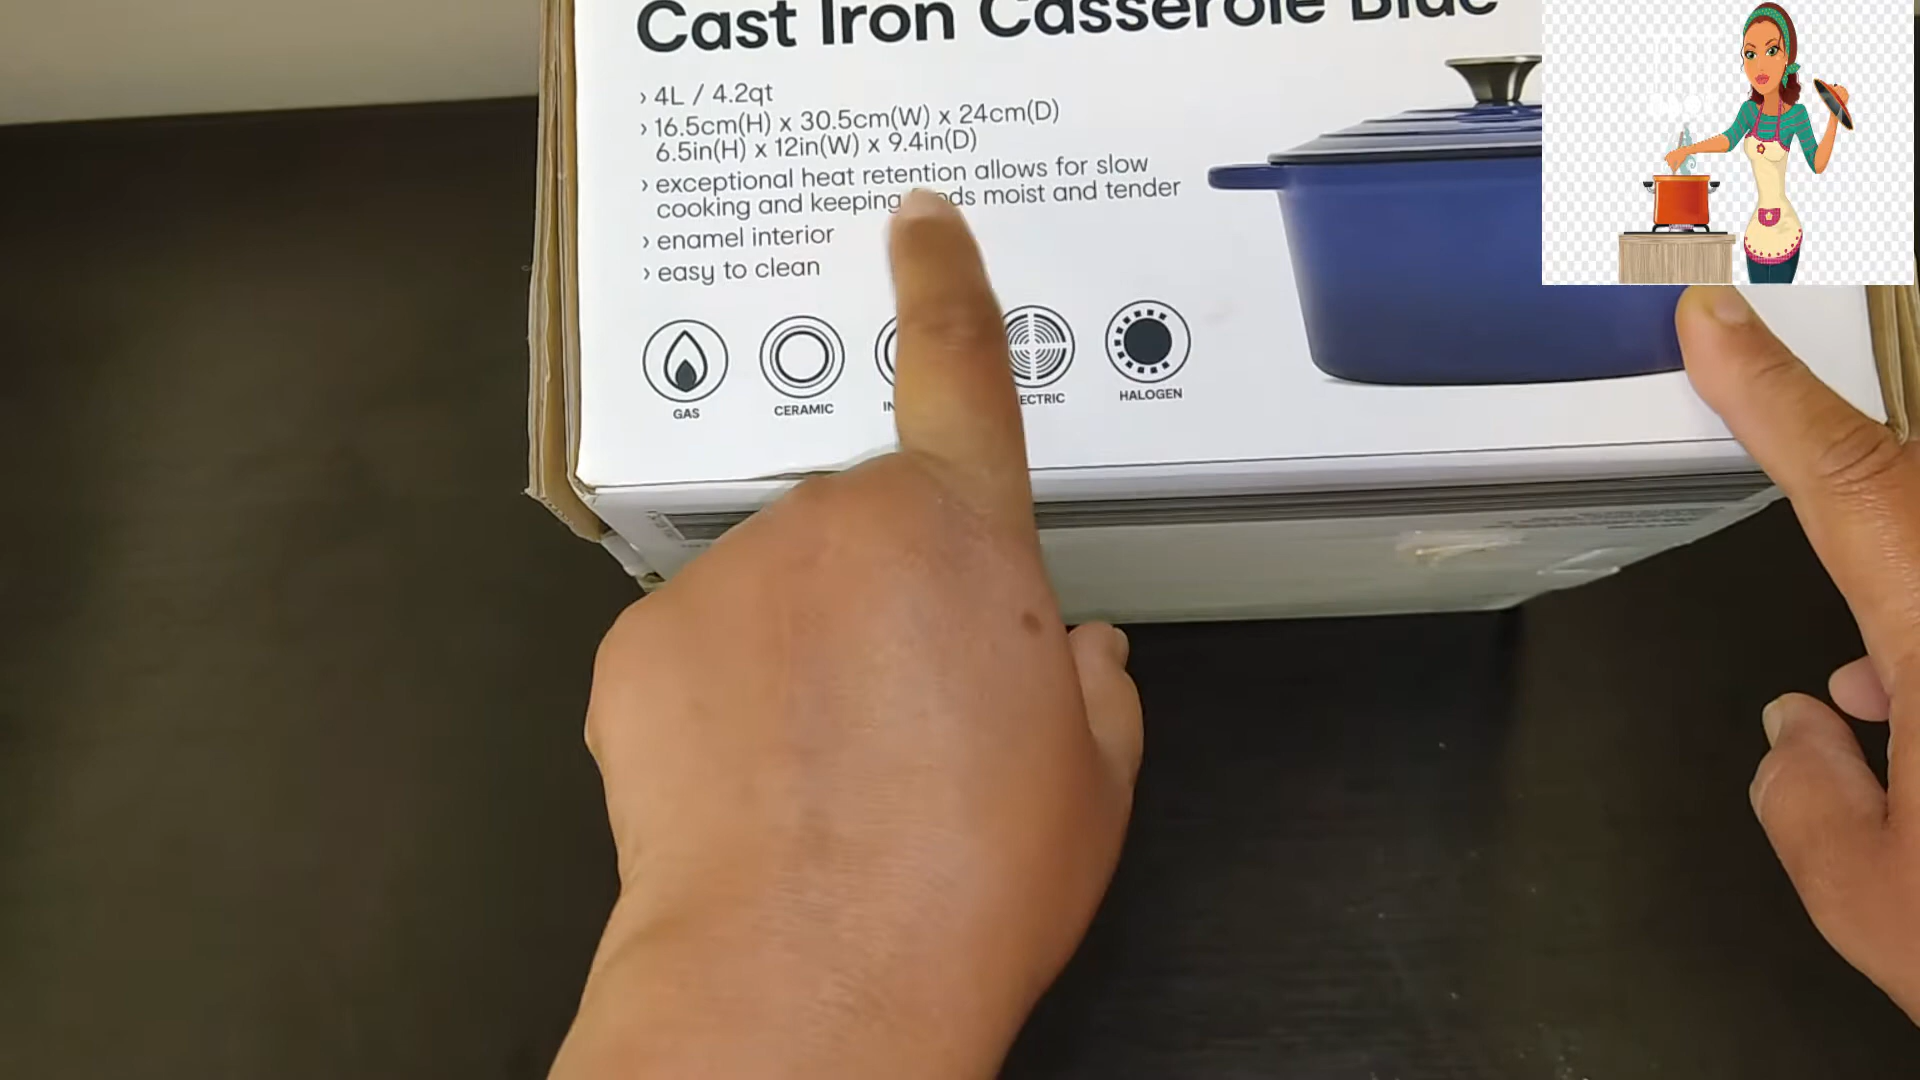 Cast Iron Casserole Blue
› 4L / 4.2qt
› 16.5cm(H) x 30.5cm(W) x 24cm(D)
6.5in(H) x 12in(W) x 9.4in(D)
› exceptional heat retention allows for slow
cooking and keeping moist and tender
› enamel interior
› easy to clean
GAS CERAMIC HALOGEN